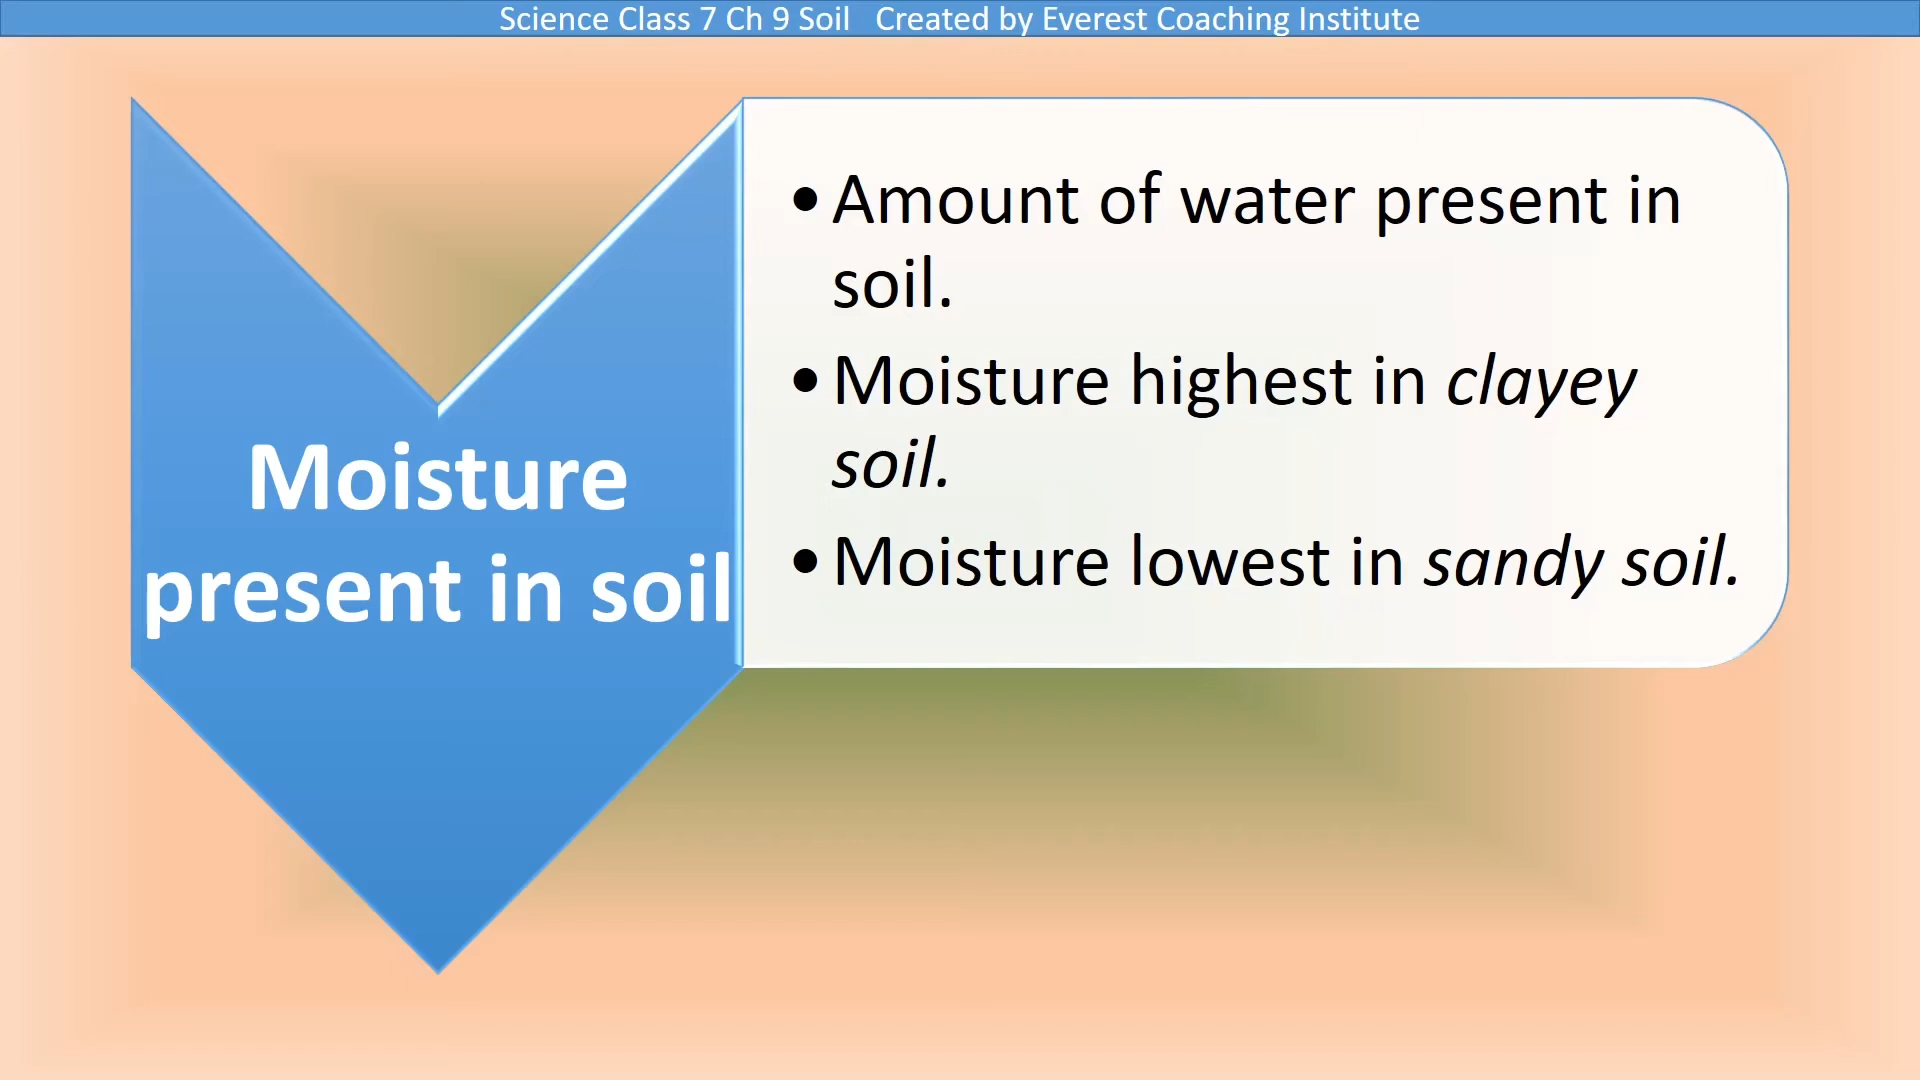 Science Class 7 Ch 9 Soil   Created by Everest Coaching Institute
Moisture
present in soil
•Amount of water present in
soil.
•Moisture highest in clayey
soil.
•Moisture lowest in sandy soil.